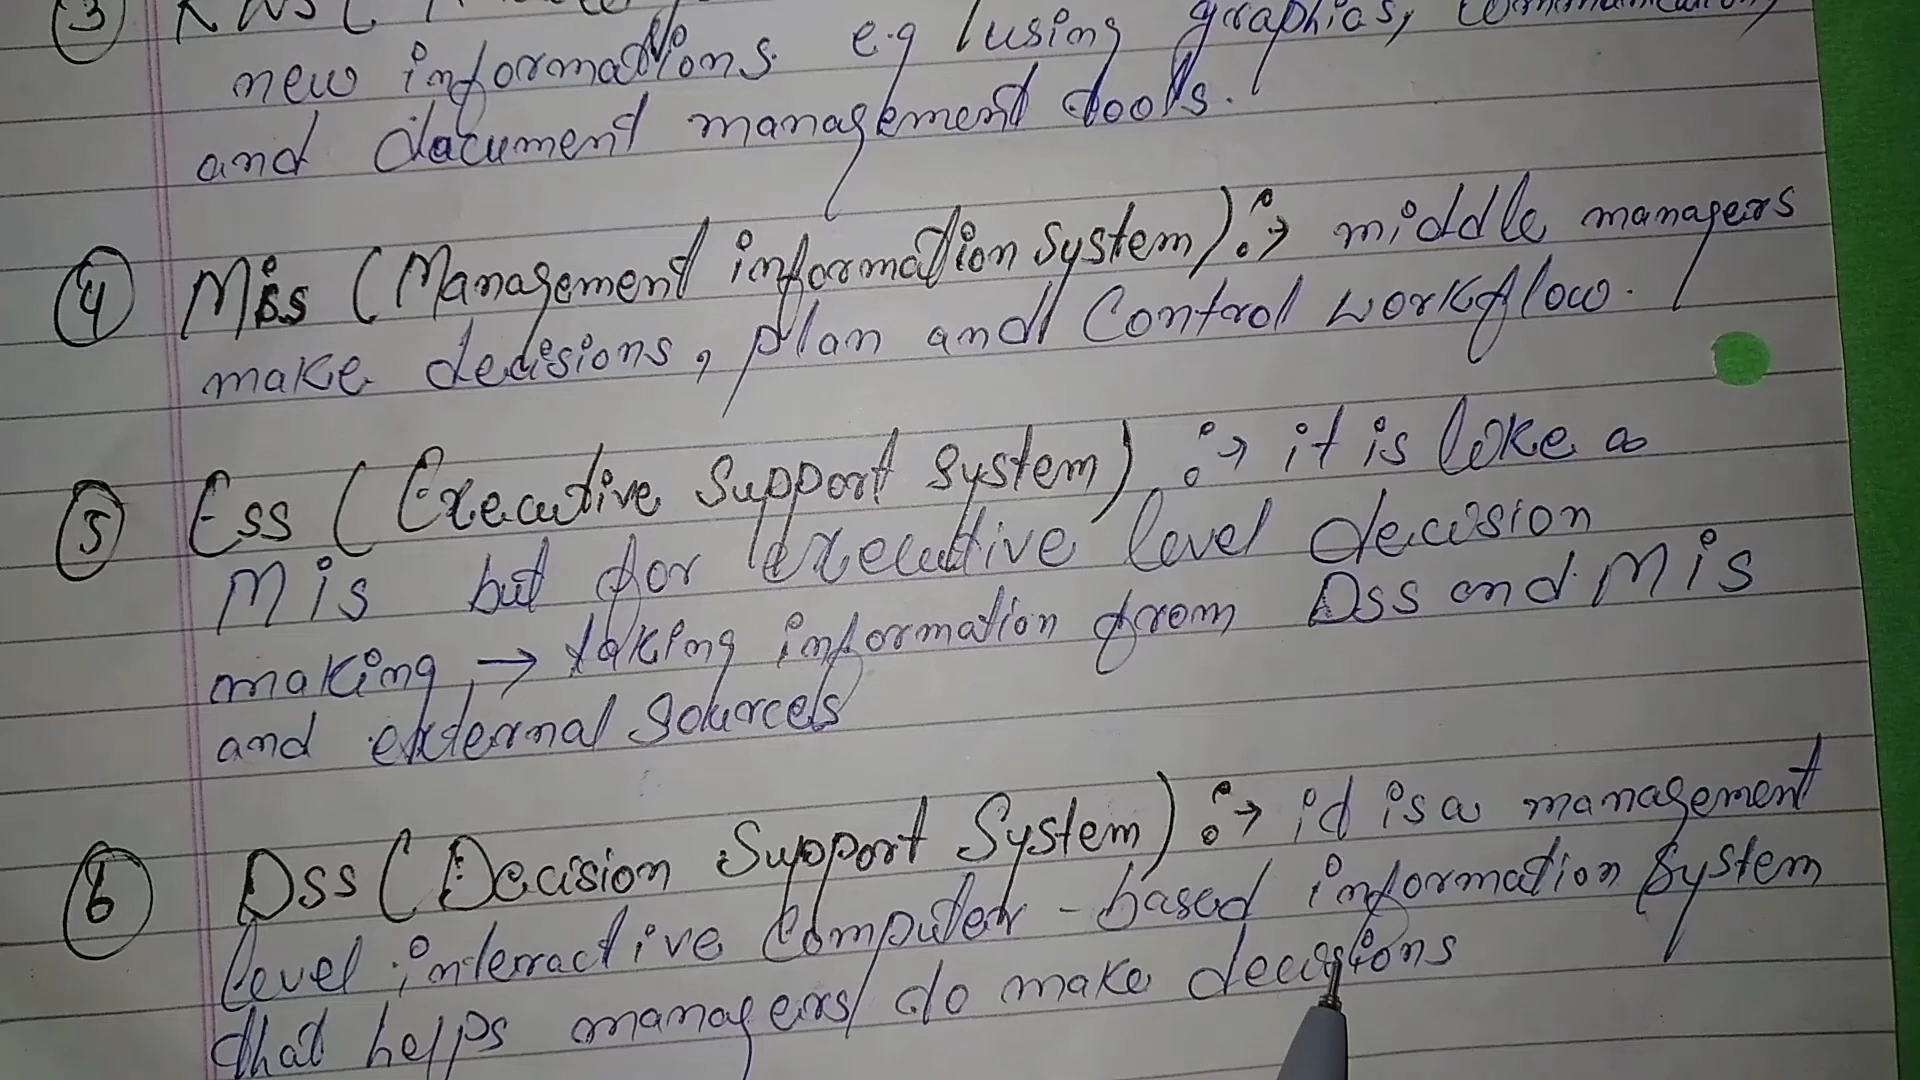 ③ KWS (
new informations. e.g using graphics, communication,
and document management tools.
④ MIS (Management information system) :→ middle managers
make decisions, plan and control workflow.
⑤ Ess (Executive Support system) :→ it is like a
Mis but for executive level decision
making, → taking information from Dss and Mis
and external sources
⑥ Dss (Decision Support System) :→ it is a management
level interactive computer-based information system
that helps managers to make decisions